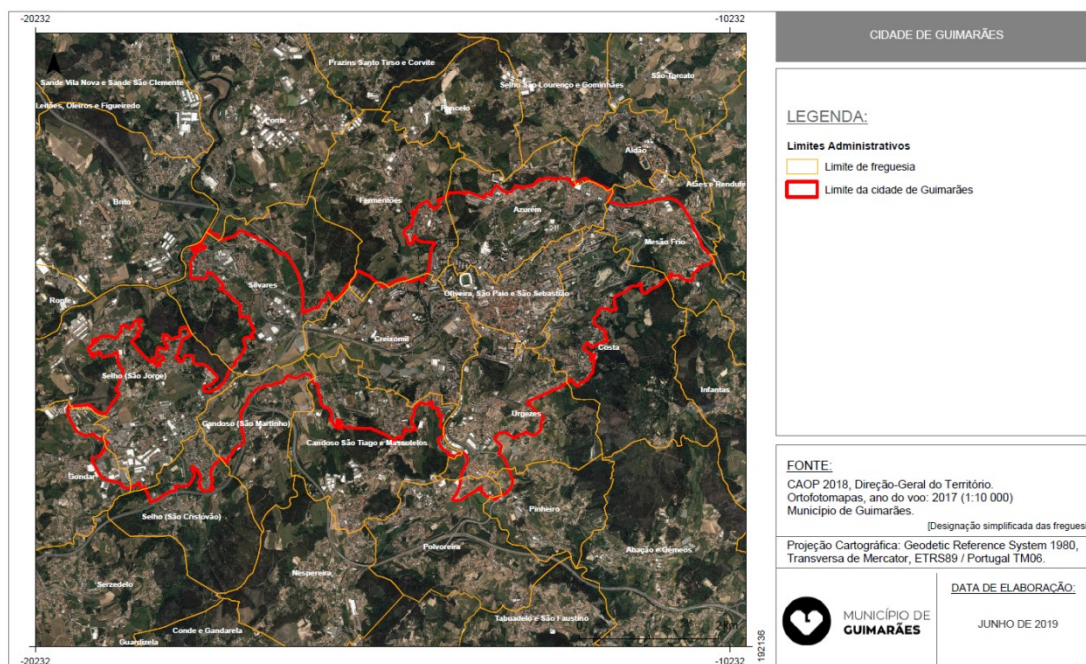 -20232
-10232
CIDADE DE GUIMARÃES
Prazins Santo Tirso e Corvite
São Torcato
Sande Vila Nova e Sande São Clemente
Selho São Lourenço e Gominhães
Leitões, Oleiros e Figueiredo
Ponte
Pencelo
Aldão
Atães e Rendufe
Brito
Fermentões
Azurém
Mesão Frio
Silvares
Oliveira, São Paio e São Sebastião
Ronfe
Creixomil
Costa
Selho (São Jorge)
Infantas
Urgezes
Candoso (São Martinho)
Candoso São Tiago e Mascotelos
Gondar
Pinheiro
Selho (São Cristóvão)
Polvoreira
Abação e Gémeos
Nespereira
Serzedelo
Tabuadelo e São Faustino
Conde e Gandarela
Guardizela
-20232
-10232
192136
LEGENDA:
Limites Administrativos
Limite de freguesia
Limite da cidade de Guimarães
FONTE:
CAOP 2018, Direção-Geral do Território.
Ortofotomapas, ano do voo: 2017 (1:10 000)
Município de Guimarães.
[Designação simplificada das freguesi
Projeção Cartográfica: Geodetic Reference System 1980,
Transversa de Mercator, ETRS89 / Portugal TM06.
MUNICÍPIO DE
GUIMARÃES
DATA DE ELABORAÇÃO:
JUNHO DE 2019